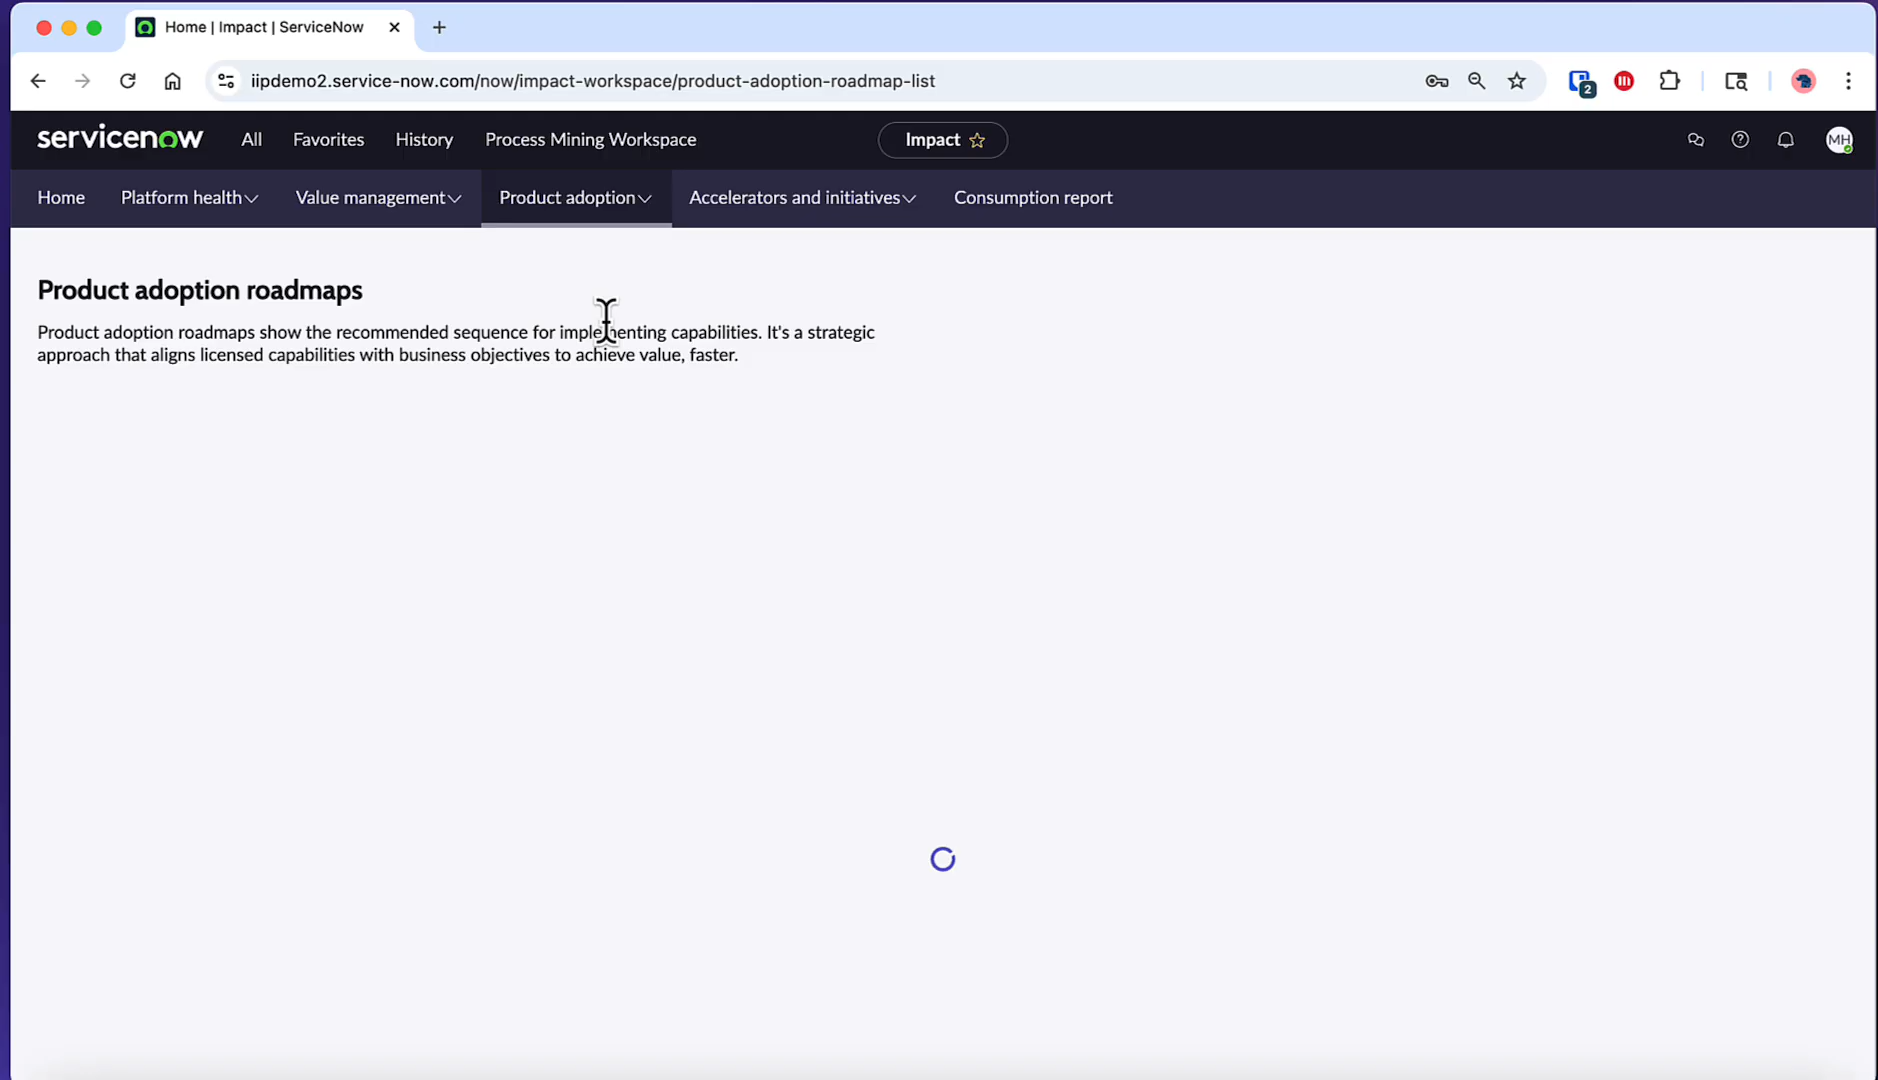 Home | Impact | ServiceNow
iipdemo2.service-now.com/now/impact-workspace/product-adoption-roadmap-list
2
servicenow All Favorites History Process Mining Workspace Impact MH
Home Platform health Value management Product adoption Accelerators and initiatives Consumption report
Product adoption roadmaps
Product adoption roadmaps show the recommended sequence for implementing capabilities. It's a strategic
approach that aligns licensed capabilities with business objectives to achieve value, faster.